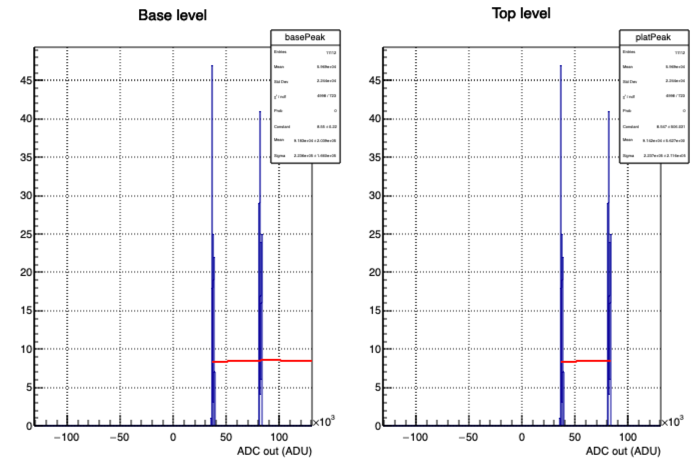 Base level
Top level
basePeak
Entries
Mean
Std Dev
Prob 0
Constant
Mean
Sigma
45
40
35
30
25
20
15
10
5
0
−100 −50 0 50 100
×10³
ADC out (ADU)
platPeak
Entries
Mean
Std Dev
Prob 0
Constant
Mean
Sigma
45
40
35
30
25
20
15
10
5
0
−100 −50 0 50 100
×10³
ADC out (ADU)